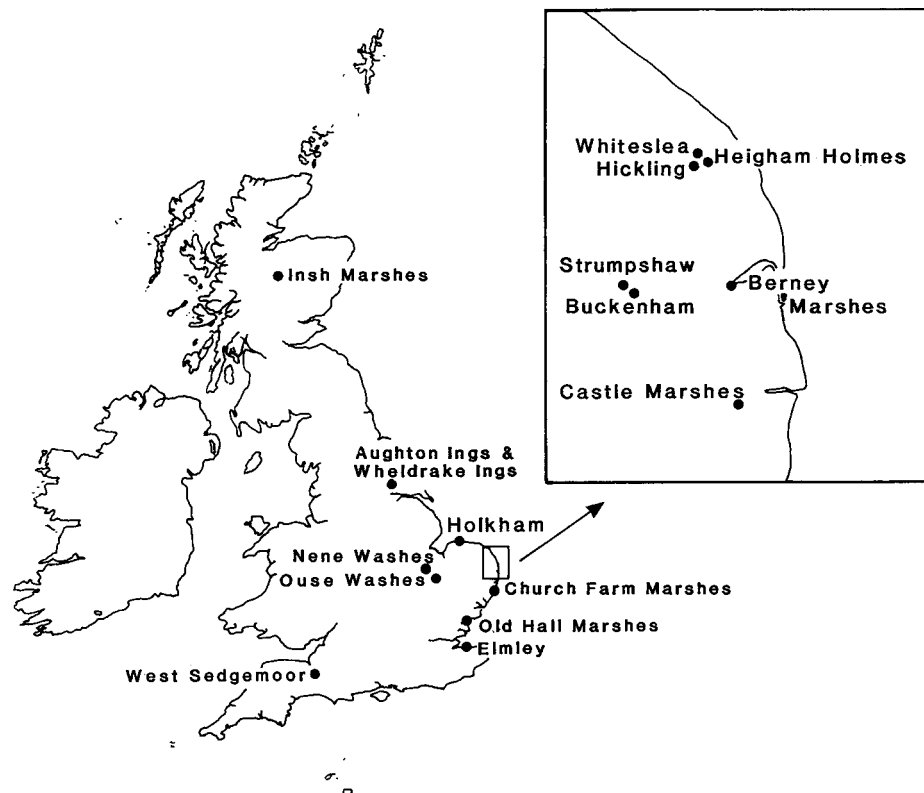 Whiteslea
Hickling
Heigham Holmes
Strumpshaw
Buckenham
Berney
Marshes
Castle Marshes
Insh Marshes
Aughton Ings &
Wheldrake Ings
Holkham
Nene Washes
Ouse Washes
Church Farm Marshes
Old Hall Marshes
Elmley
West Sedgemoor